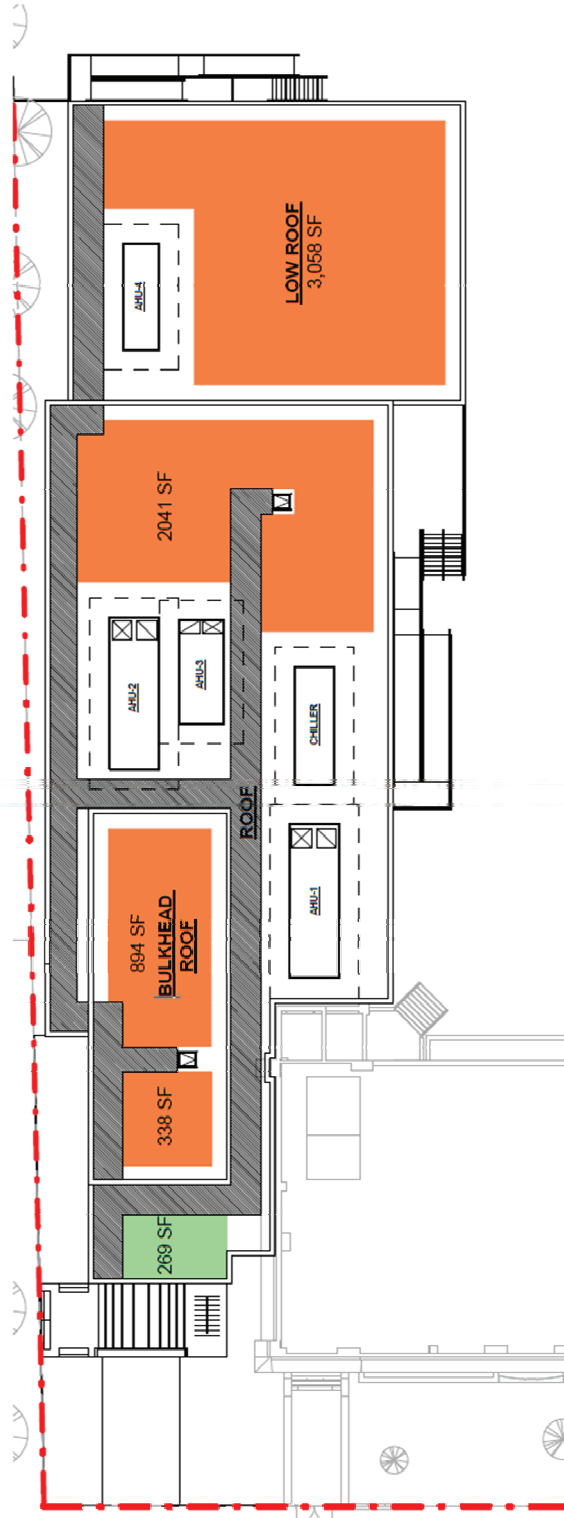 LOW ROOF
3,058 SF
AHU-4
2041 SF
AHU-2
AHU-3
CHILLER
ROOF
AHU-1
894 SF
BULKHEAD
ROOF
338 SF
269 SF